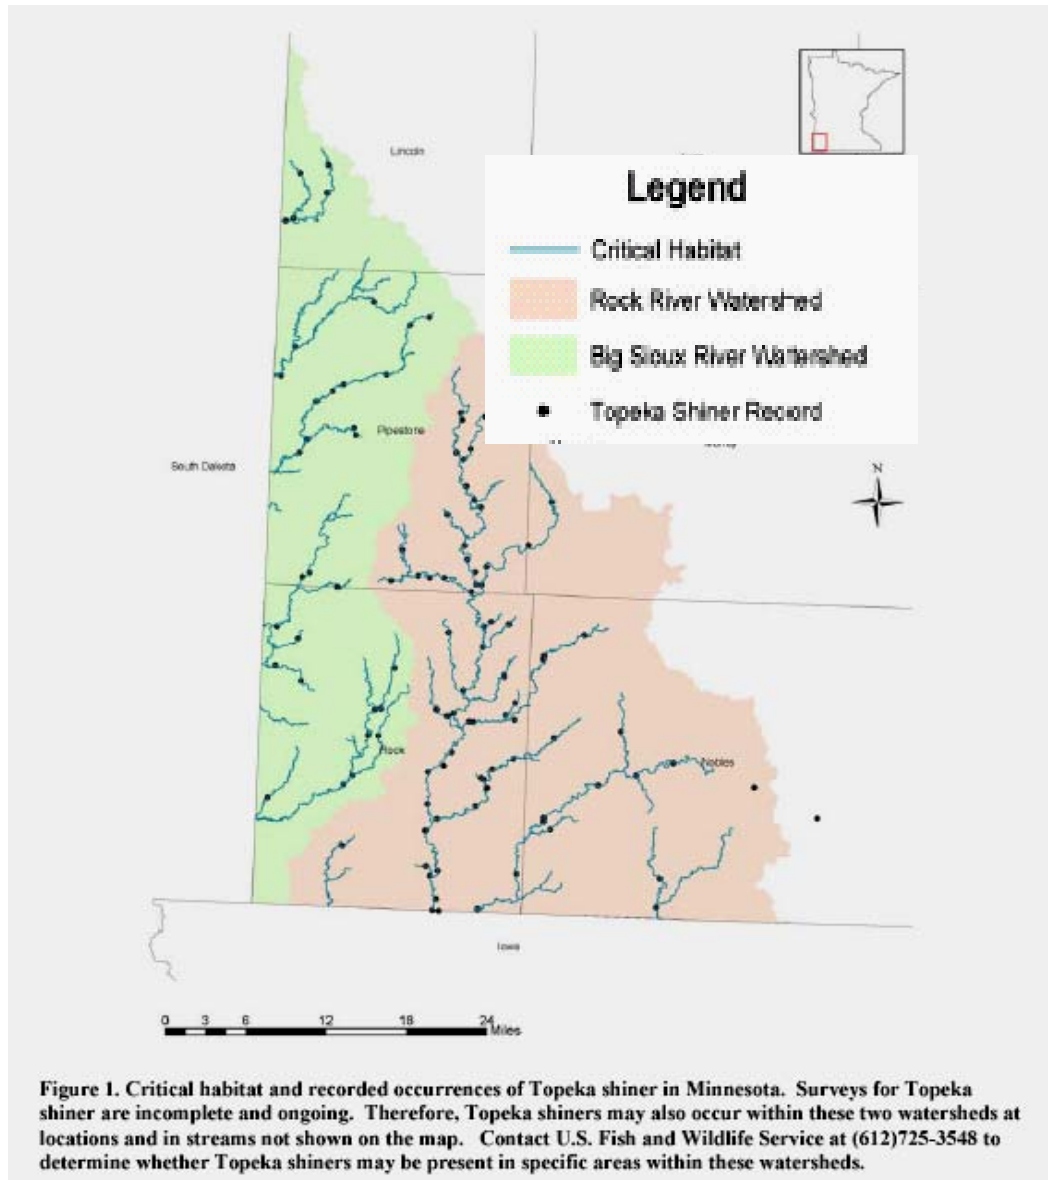 Lincoln
Legend
Critical Habitat
Rock River Watershed
Big Sioux River Watershed
Topeka Shiner Record
Pipestone
South Dakota
N
Rock
Nobles
Iowa
0 3 6 12 18 24
Miles
Figure 1. Critical habitat and recorded occurrences of Topeka shiner in Minnesota. Surveys for Topeka
shiner are incomplete and ongoing. Therefore, Topeka shiners may also occur within these two watersheds at
locations and in streams not shown on the map. Contact U.S. Fish and Wildlife Service at (612)725-3548 to
determine whether Topeka shiners may be present in specific areas within these watersheds.